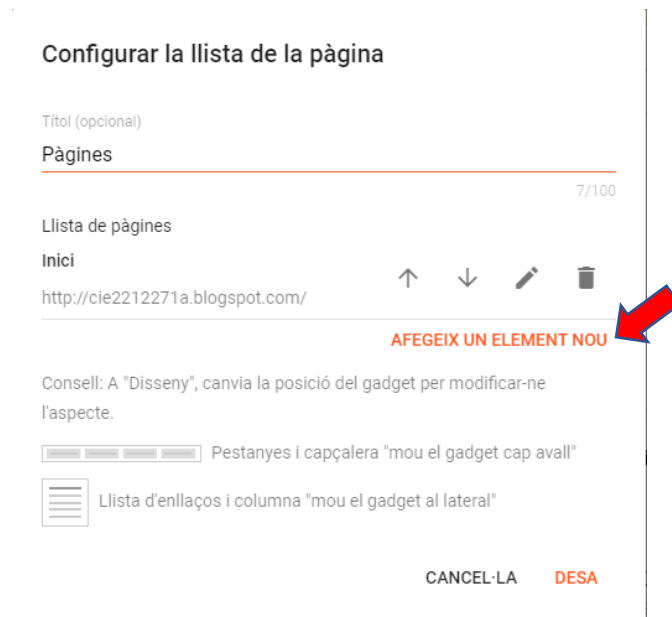 Configurar la llista de la pàgina
Títol (opcional)
Pàgines
7/100
Llista de pàgines
Inici
http://cie2212271a.blogspot.com/
AFEGEIX UN ELEMENT NOU
Consell: A "Disseny", canvia la posició del gadget per modificar-ne
l'aspecte.
Pestanyes i capçalera "mou el gadget cap avall"
Llista d'enllaços i columna "mou el gadget al lateral"
CANCEL·LA DESA